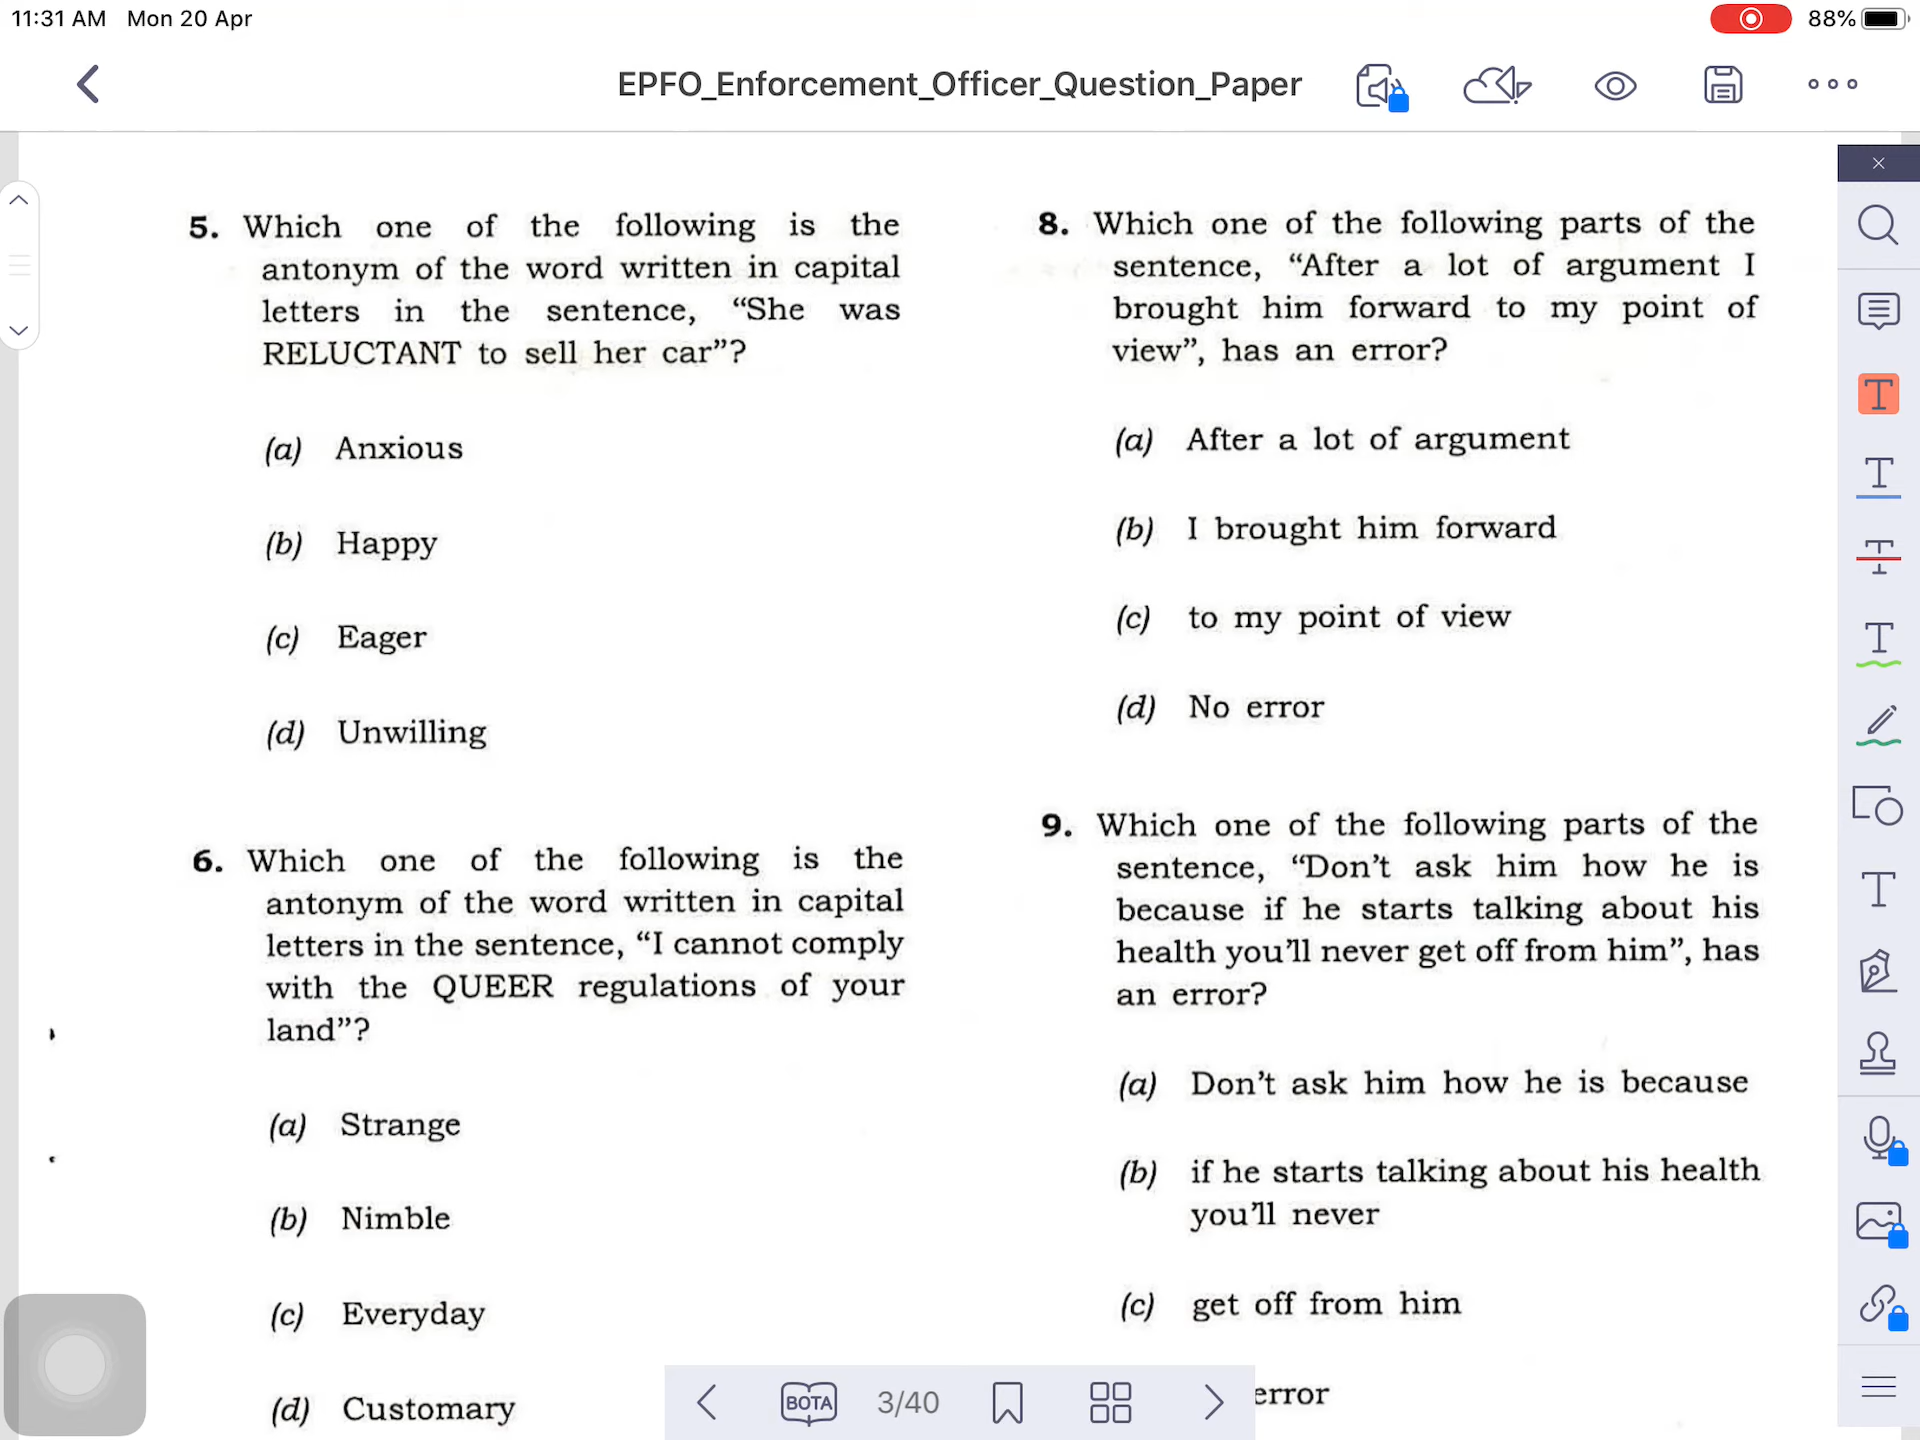 11:31 AM Mon 20 Apr
88%
EPFO_Enforcement_Officer_Question_Paper
5. Which one of the following is the
antonym of the word written in capital
letters in the sentence, “She was
RELUCTANT to sell her car”?
(a) Anxious
(b) Happy
(c) Eager
(d) Unwilling
6. Which one of the following is the
antonym of the word written in capital
letters in the sentence, “I cannot comply
with the QUEER regulations of your
land”?
(a) Strange
(b) Nimble
(c) Everyday
(d) Customary
8. Which one of the following parts of the
sentence, “After a lot of argument I
brought him forward to my point of
view”, has an error?
(a) After a lot of argument
(b) I brought him forward
(c) to my point of view
(d) No error
9. Which one of the following parts of the
sentence, “Don’t ask him how he is
because if he starts talking about his
health you’ll never get off from him”, has
an error?
(a) Don’t ask him how he is because
(b) if he starts talking about his health
you’ll never
(c) get off from him
error
BOTA
3/40